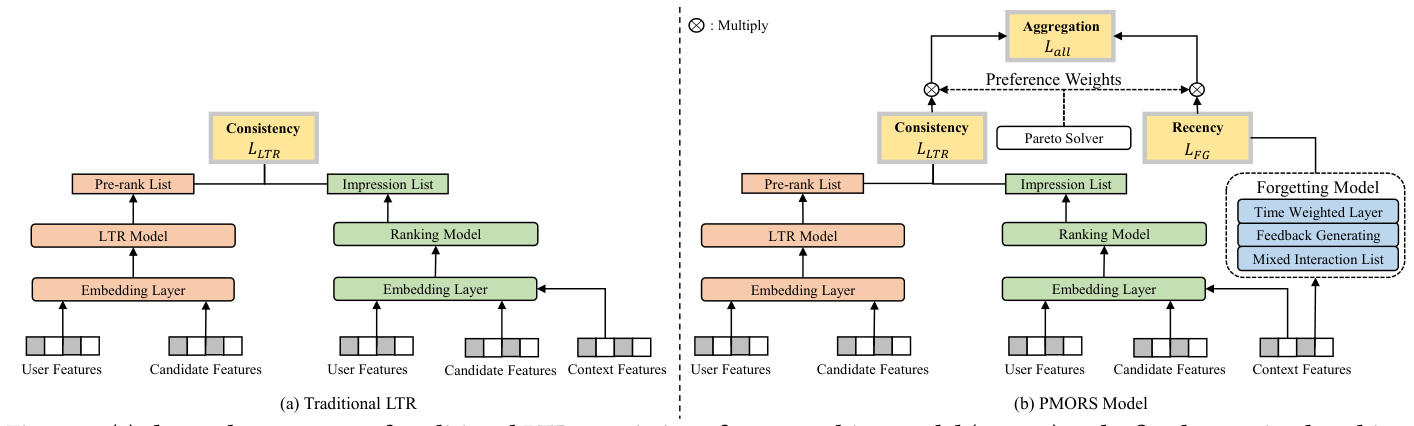 Consistency
L_LTR
Pre-rank List
Impression List
LTR Model
Ranking Model
Embedding Layer
Embedding Layer
User Features
Candidate Features
User Features
Candidate Features
Context Features
(a) Traditional LTR
⊗ : Multiply
Aggregation
L_all
Preference Weights
Consistency
L_LTR
Pareto Solver
Recency
L_FG
Pre-rank List
Impression List
Forgetting Model
Time Weighted Layer
Feedback Generating
Mixed Interaction List
LTR Model
Ranking Model
Embedding Layer
Embedding Layer
User Features
Candidate Features
User Features
Candidate Features
Context Features
(b) PMORS Model